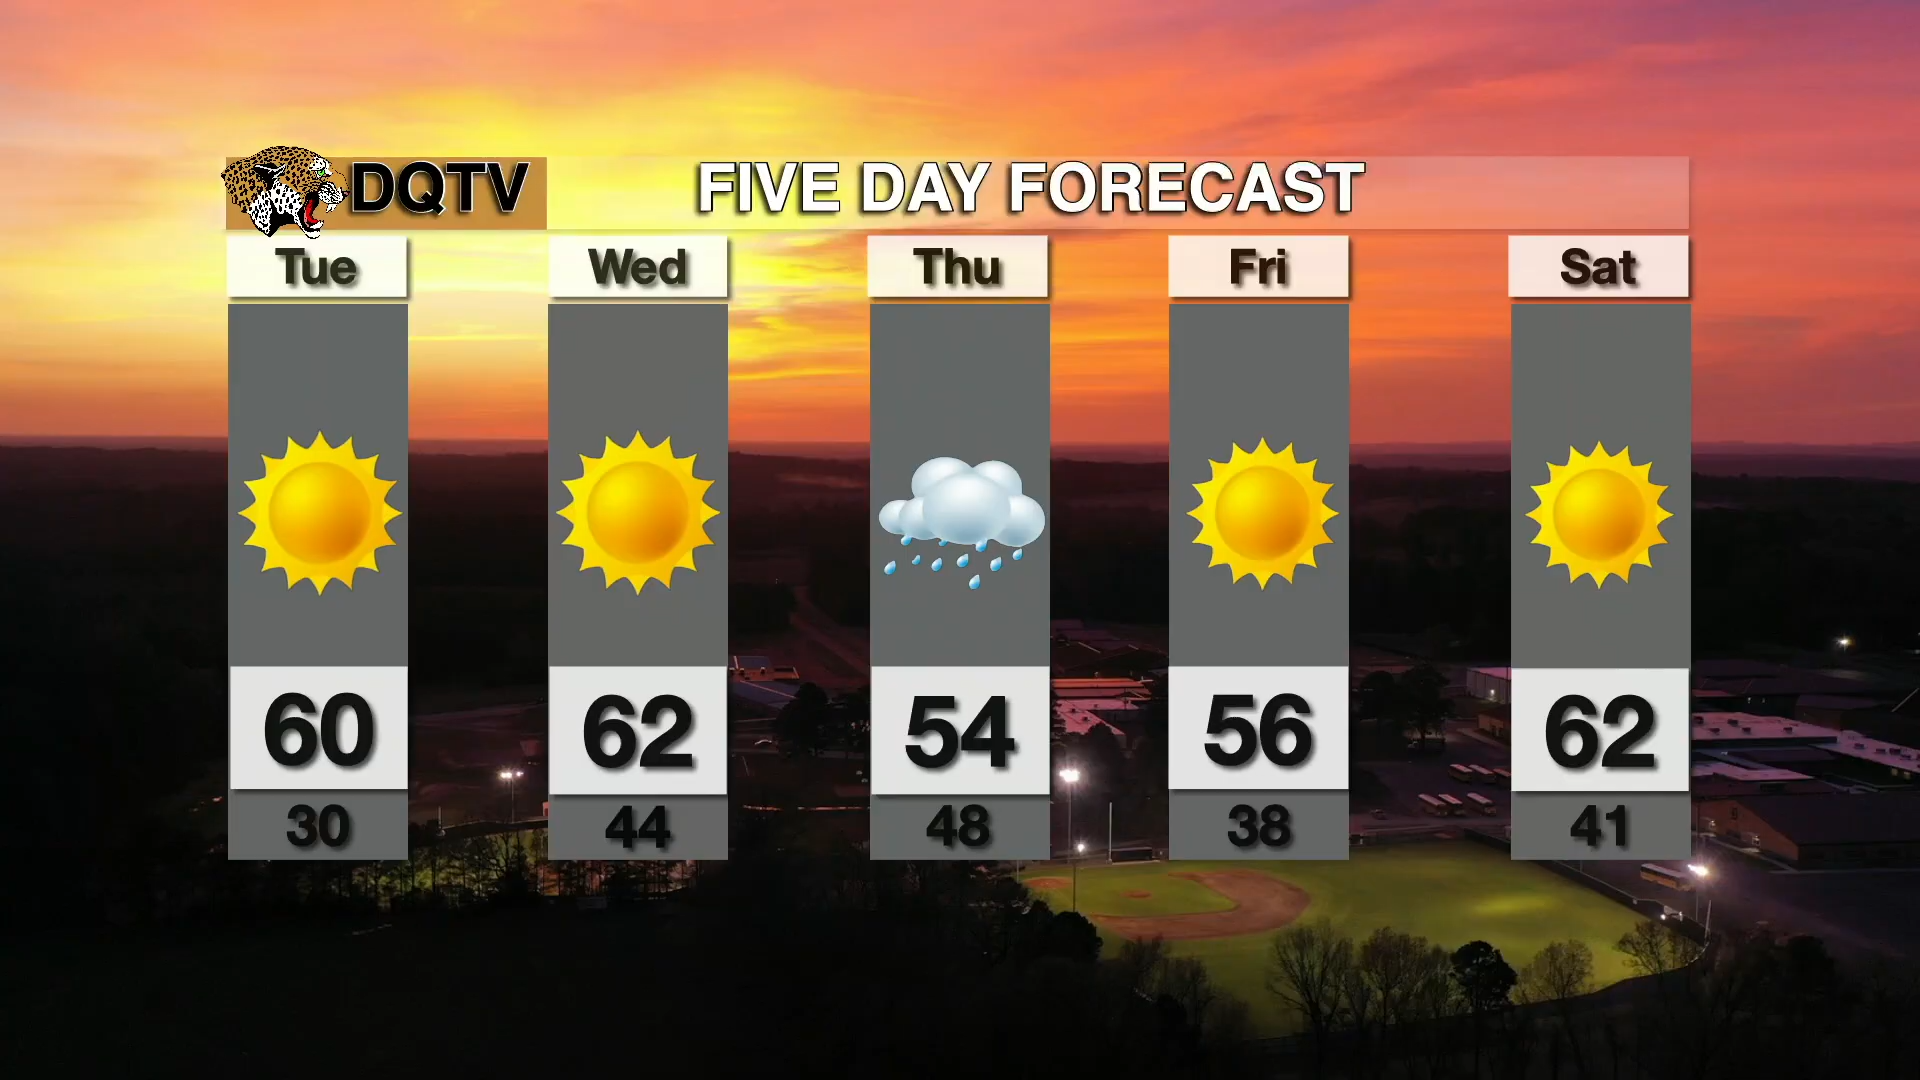 DQTV FIVE DAY FORECAST
Tue Wed Thu Fri Sat
60 62 54 56 62
30 44 48 38 41